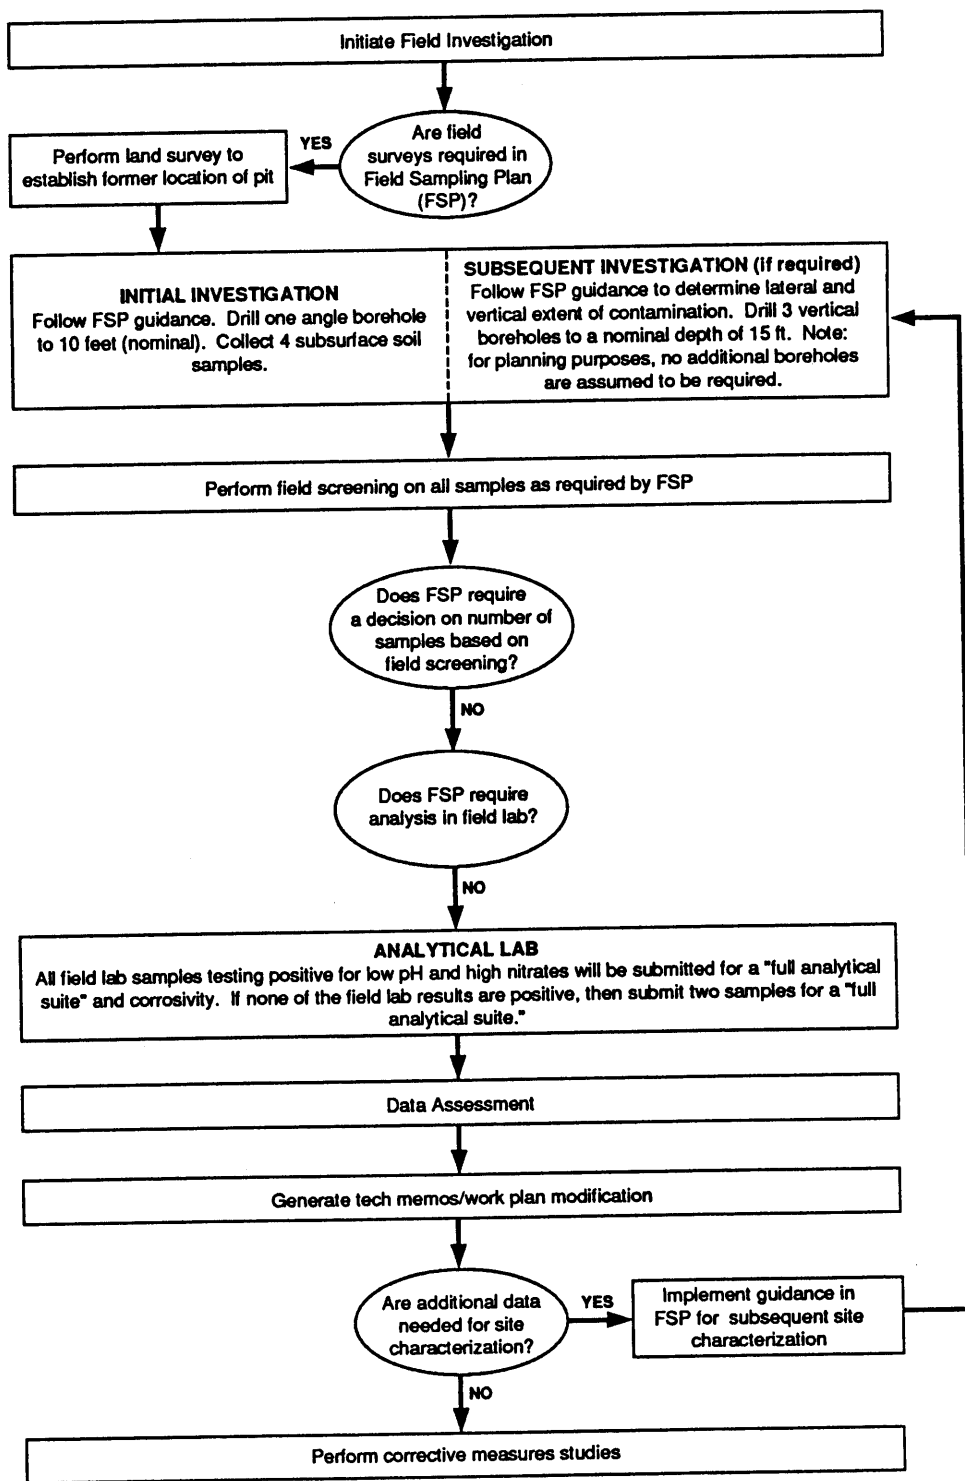 Initiate Field Investigation
Are field
surveys required in
Field Sampling Plan
(FSP)?
YES
Perform land survey to
establish former location of pit
INITIAL INVESTIGATION
Follow FSP guidance. Drill one angle borehole
to 10 feet (nominal). Collect 4 subsurface soil
samples.
SUBSEQUENT INVESTIGATION (if required)
Follow FSP guidance to determine lateral and
vertical extent of contamination. Drill 3 vertical
boreholes to a nominal depth of 15 ft. Note:
for planning purposes, no additional boreholes
are assumed to be required.
Perform field screening on all samples as required by FSP
Does FSP require
a decision on number of
samples based on
field screening?
NO
Does FSP require
analysis in field lab?
NO
ANALYTICAL LAB
All field lab samples testing positive for low pH and high nitrates will be submitted for a "full analytical
suite" and corrosivity. If none of the field lab results are positive, then submit two samples for a "full
analytical suite."
Data Assessment
Generate tech memos/work plan modification
Are additional data
needed for site
characterization?
YES
Implement guidance in
FSP for subsequent site
characterization
NO
Perform corrective measures studies